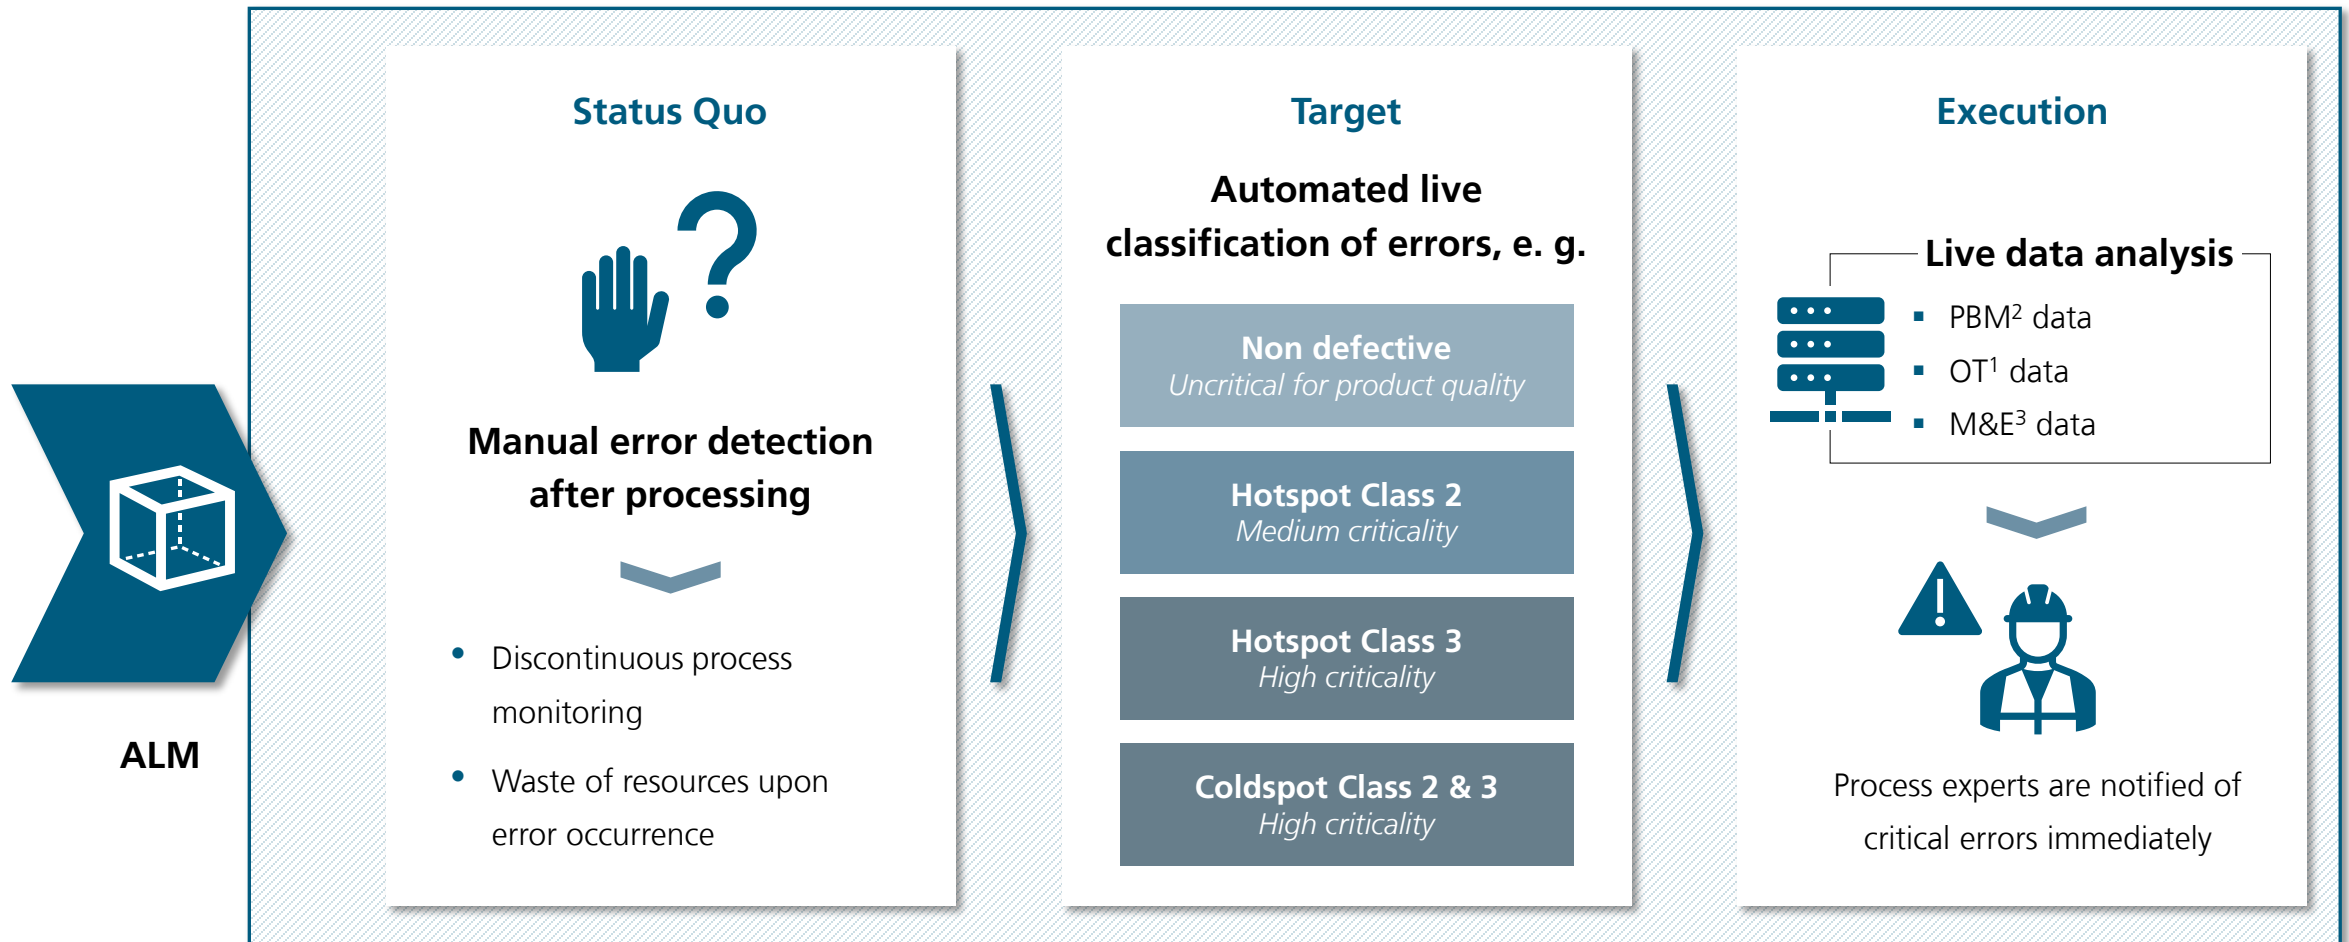 ALM
Status Quo
Manual error detection
after processing
• Discontinuous process
monitoring
• Waste of resources upon
error occurrence
Target
Automated live
classification of errors, e. g.
Non defective
Uncritical for product quality
Hotspot Class 2
Medium criticality
Hotspot Class 3
High criticality
Coldspot Class 2 & 3
High criticality
Execution
Live data analysis
▪ PBM² data
▪ OT¹ data
▪ M&E³ data
Process experts are notified of
critical errors immediately